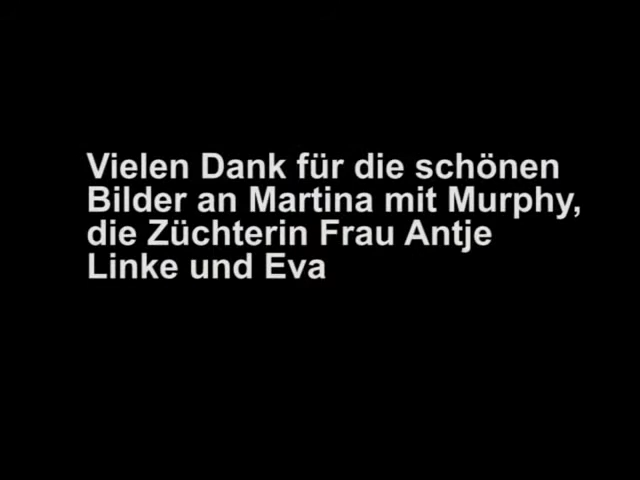 Vielen Dank für die schönen
Bilder an Martina mit Murphy,
die Züchterin Frau Antje
Linke und Eva